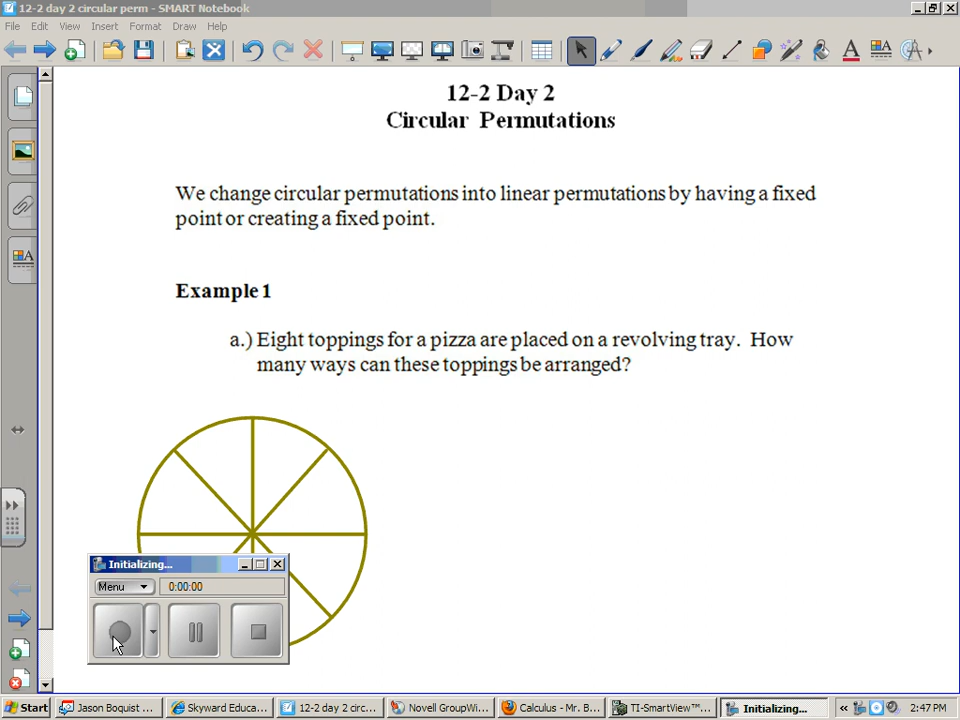 12-2 day 2 circular perm - SMART Notebook
File Edit View Insert Format Draw Help
12-2 Day 2
Circular Permutations
We change circular permutations into linear permutations by having a fixed
point or creating a fixed point.
Example 1
a.) Eight toppings for a pizza are placed on a revolving tray. How
many ways can these toppings be arranged?
Initializing...
Menu 0:00:00
Start Jason Boquist ... Skyward Educa... 12-2 day 2 circ... Novell GroupWi... Calculus - Mr. B... TI-SmartView™... Initializing... 2:47 PM